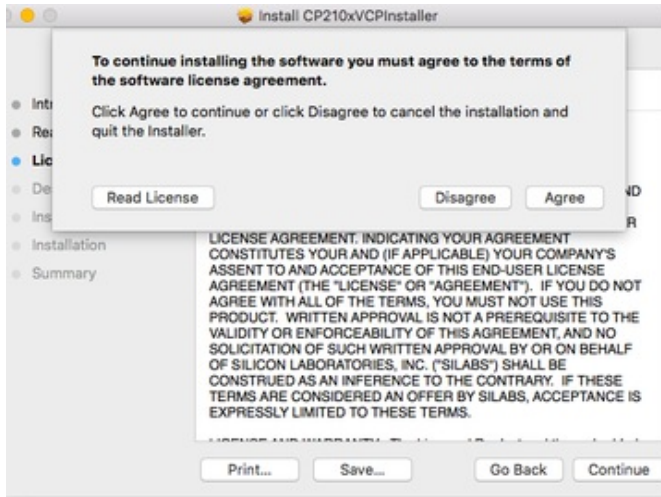 Install CP210xVCPInstaller
To continue installing the software you must agree to the terms of
the software license agreement.
Click Agree to continue or click Disagree to cancel the installation and
quit the Installer.
Read License
Disagree
Agree
Installation
Summary
LICENSE AGREEMENT. INDICATING YOUR AGREEMENT
CONSTITUTES YOUR AND (IF APPLICABLE) YOUR COMPANY'S
ASSENT TO AND ACCEPTANCE OF THIS END-USER LICENSE
AGREEMENT (THE "LICENSE" OR "AGREEMENT"). IF YOU DO NOT
AGREE WITH ALL OF THE TERMS, YOU MUST NOT USE THIS
PRODUCT. WRITTEN APPROVAL IS NOT A PREREQUISITE TO THE
VALIDITY OR ENFORCEABILITY OF THIS AGREEMENT, AND NO
SOLICITATION OF SUCH WRITTEN APPROVAL BY OR ON BEHALF
OF SILICON LABORATORIES, INC. ("SILABS") SHALL BE
CONSTRUED AS AN INFERENCE TO THE CONTRARY. IF THESE
TERMS ARE CONSIDERED AN OFFER BY SILABS, ACCEPTANCE IS
EXPRESSLY LIMITED TO THESE TERMS.
Print...
Save...
Go Back
Continue